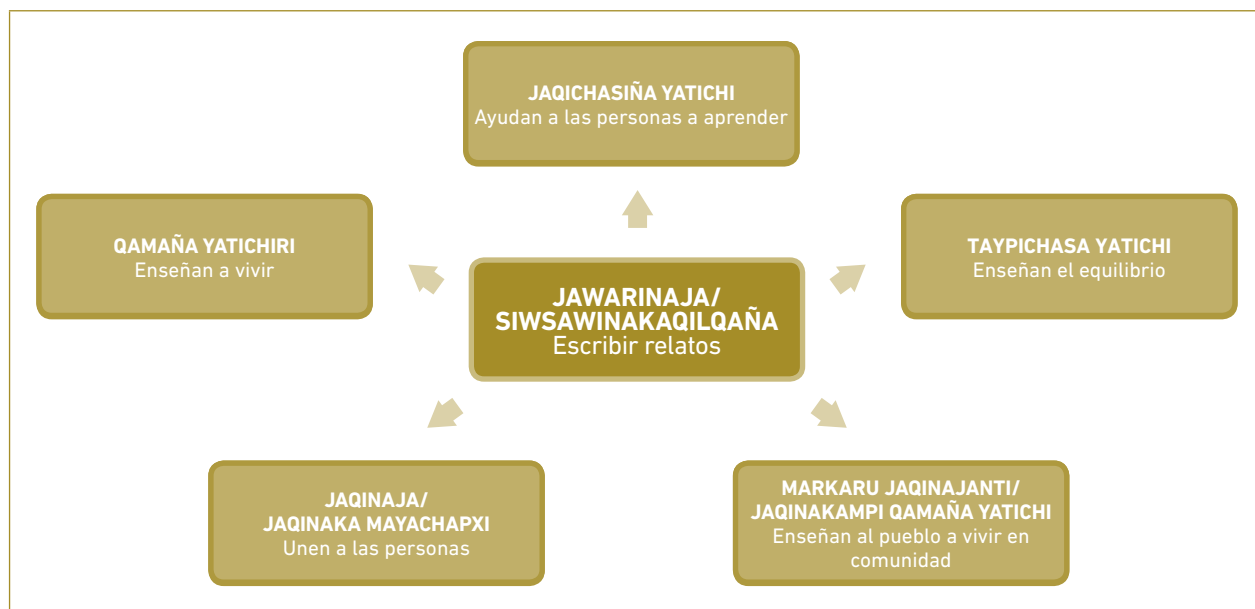 JAQICHASIÑA YATICHI
Ayudan a las personas a aprender
QAMAÑA YATICHIRI
Enseñan a vivir
TAYPICHASA YATICHI
Enseñan el equilibrio
JAWARINAJA/
SIWSAWINAKAQILQAÑA
Escribir relatos
JAQINAJA/
JAQINAKA MAYACHAPXI
Unen a las personas
MARKARU JAQINAJANTI/
JAQINAKAMPI QAMAÑA YATICHI
Enseñan al pueblo a vivir en
comunidad